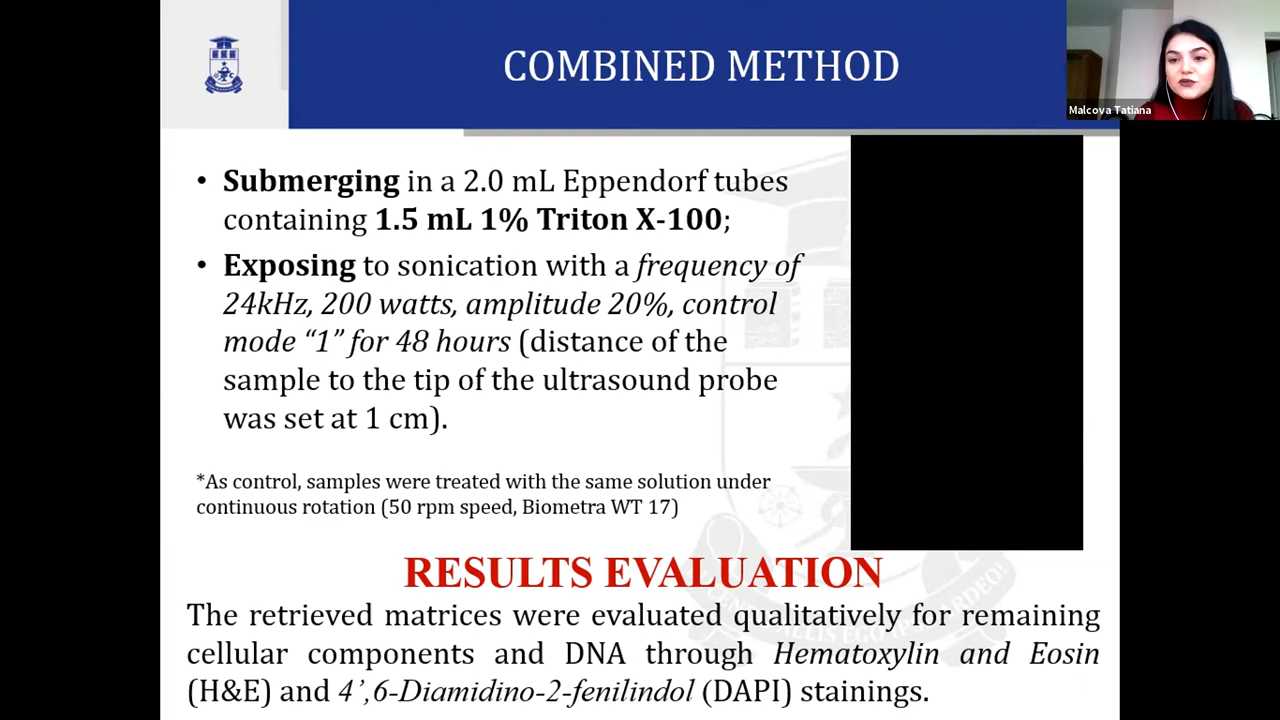 COMBINED METHOD
Malcova Tatiana
• Submerging in a 2.0 mL Eppendorf tubes
containing 1.5 mL 1% Triton X-100;
• Exposing to sonication with a frequency of
24kHz, 200 watts, amplitude 20%, control
mode “1” for 48 hours (distance of the
sample to the tip of the ultrasound probe
was set at 1 cm).
*As control, samples were treated with the same solution under
continuous rotation (50 rpm speed, Biometra WT 17)
RESULTS EVALUATION
The retrieved matrices were evaluated qualitatively for remaining
cellular components and DNA through Hematoxylin and Eosin
(H&E) and 4’,6-Diamidino-2-fenilindol (DAPI) stainings.